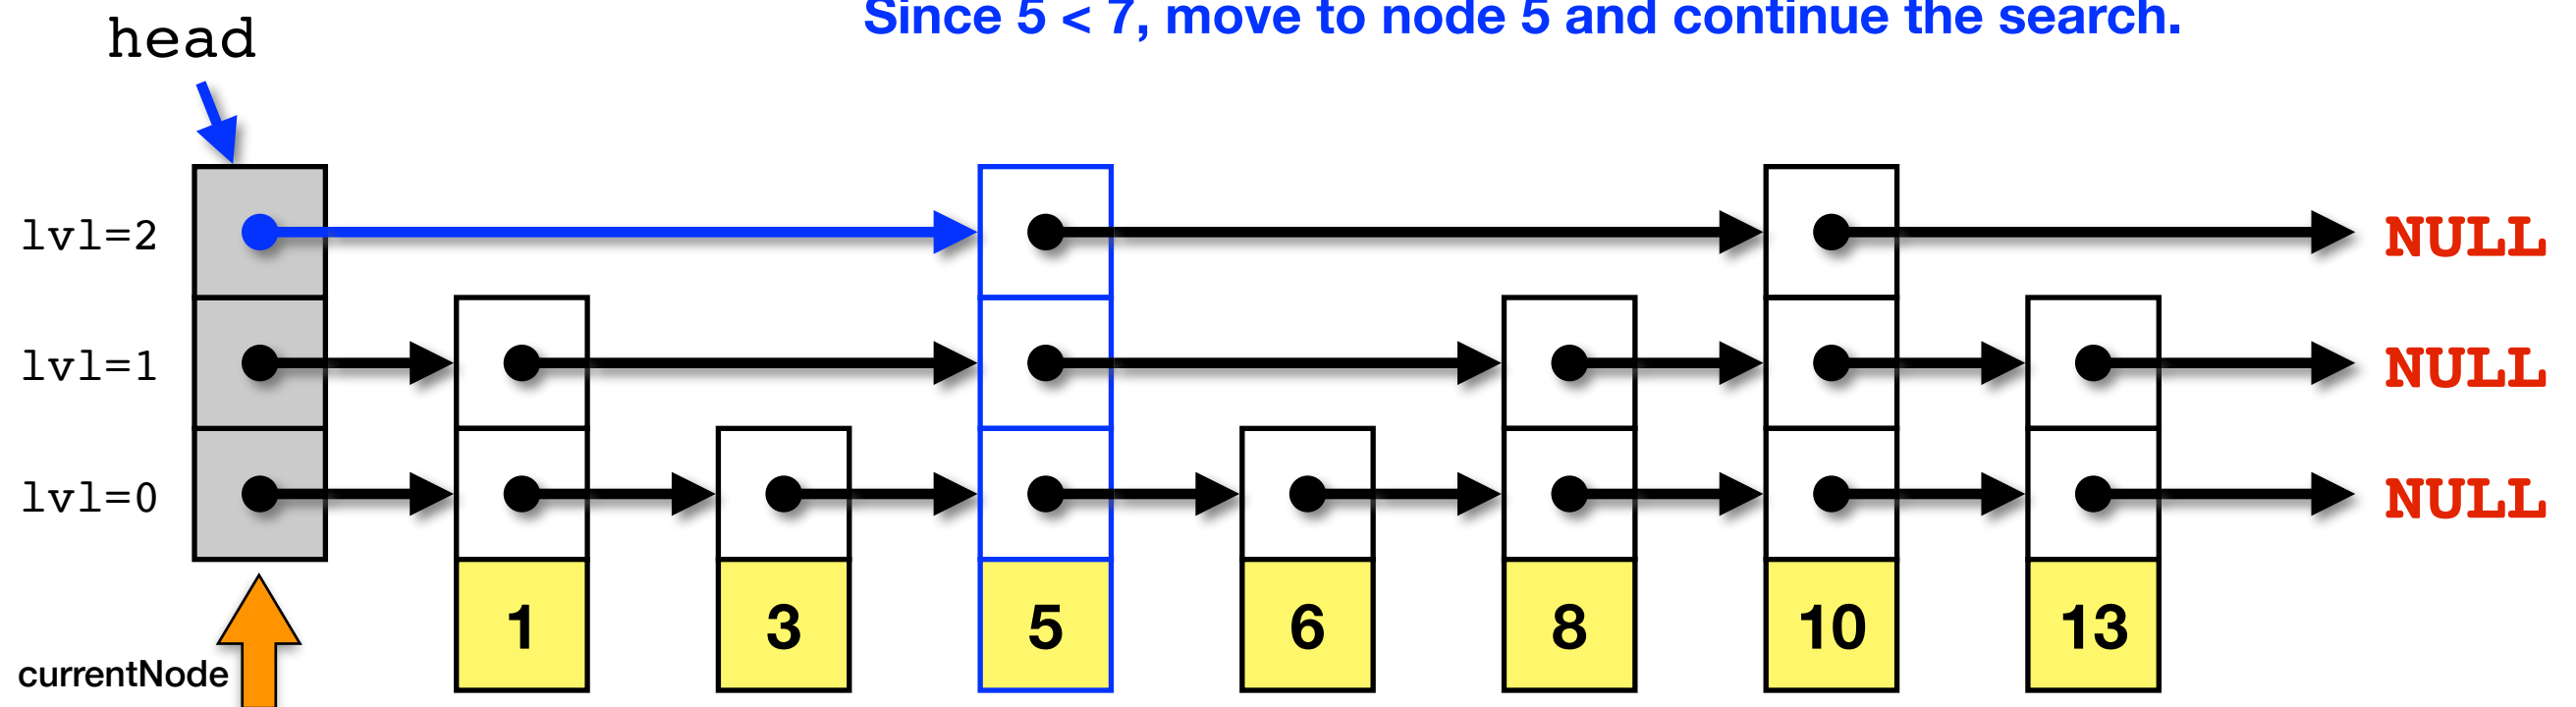 Since 5 < 7, move to node 5 and continue the search.
head
lvl=2 NULL
lvl=1 NULL
lvl=0 NULL
1 3 5 6 8 10 13
currentNode